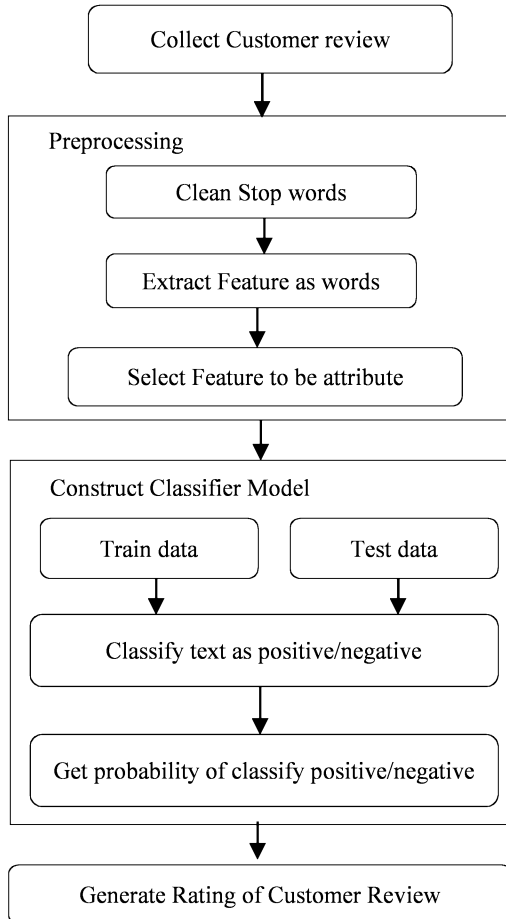 Collect Customer review
Preprocessing
Clean Stop words
Extract Feature as words
Select Feature to be attribute
Construct Classifier Model
Train data
Test data
Classify text as positive/negative
Get probability of classify positive/negative
Generate Rating of Customer Review